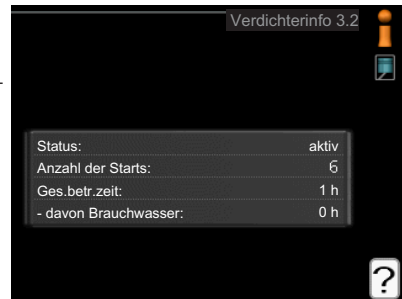 Verdichterinfo 3.2
Status: aktiv
Anzahl der Starts: 6
Ges.betr.zeit: 1 h
- davon Brauchwasser: 0 h
?